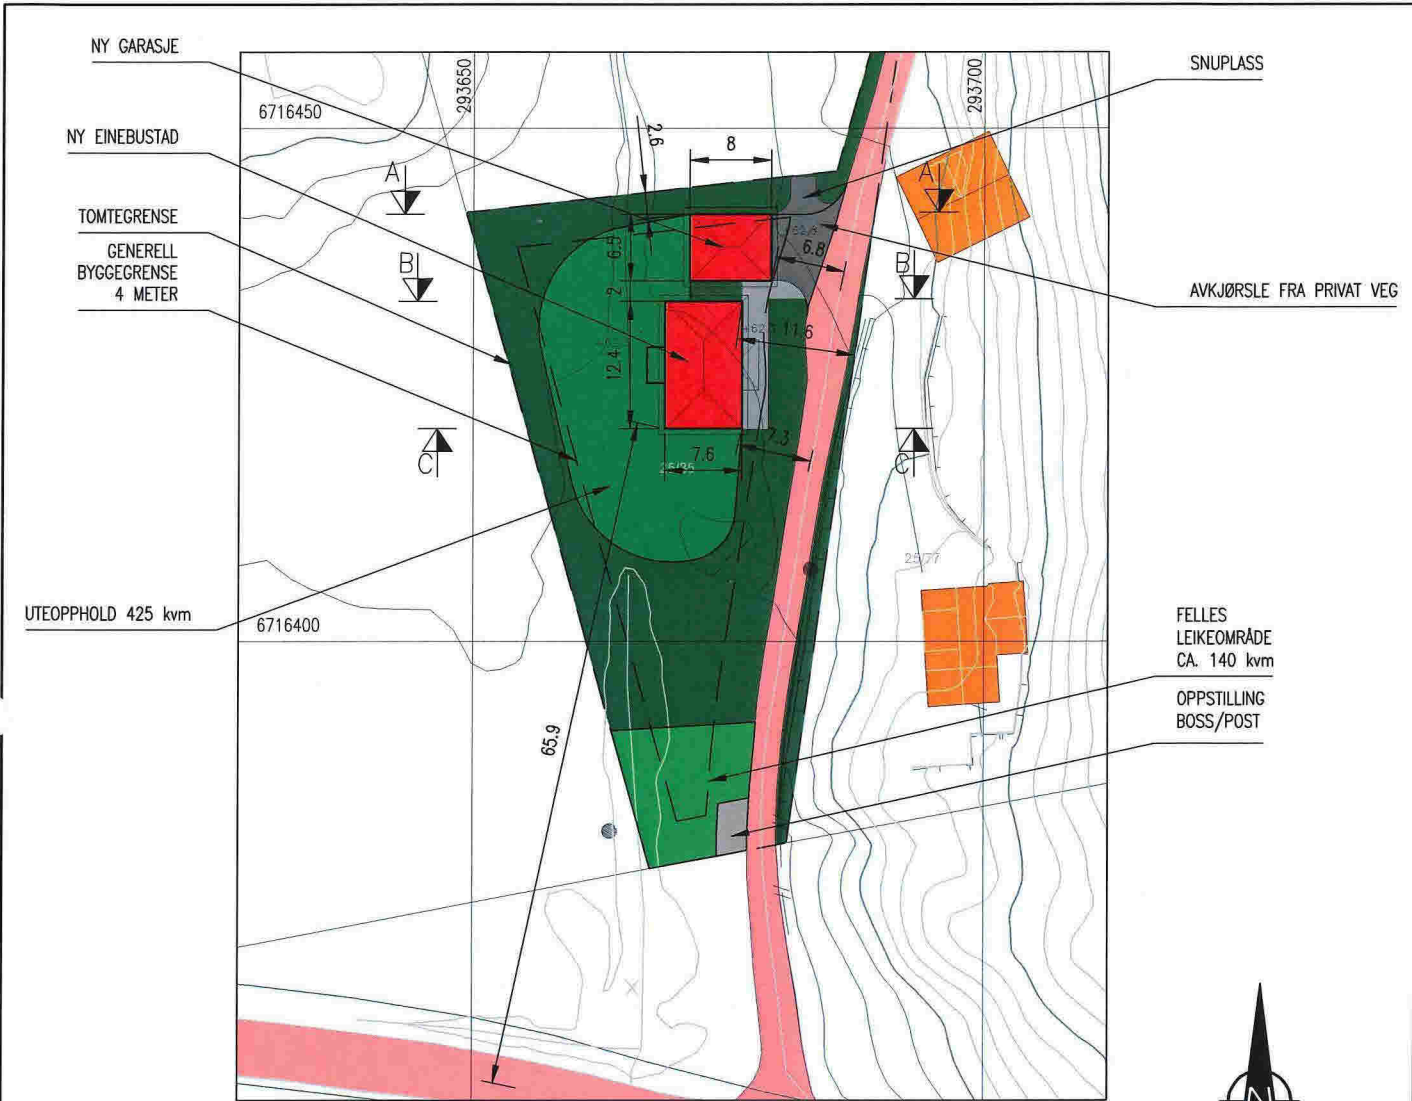 NY GARASJE
NY EINEBUSTAD
TOMTEGRENSE
GENERELL
BYGGEGRENSE
4 METER
UTEOPPHOLD 425 kvm
SNUPLASS
AVKJØRSLE FRA PRIVAT VEG
FELLES
LEIKEOMRÅDE
CA. 140 kvm
OPPSTILLING
BOSS/POST
293650
293700
6716450
6716400
2.6
8
A
A
6.5
6.8
B
B
2
11.6
12.4
C
C
7.6
7.3
25/77
65.9
N